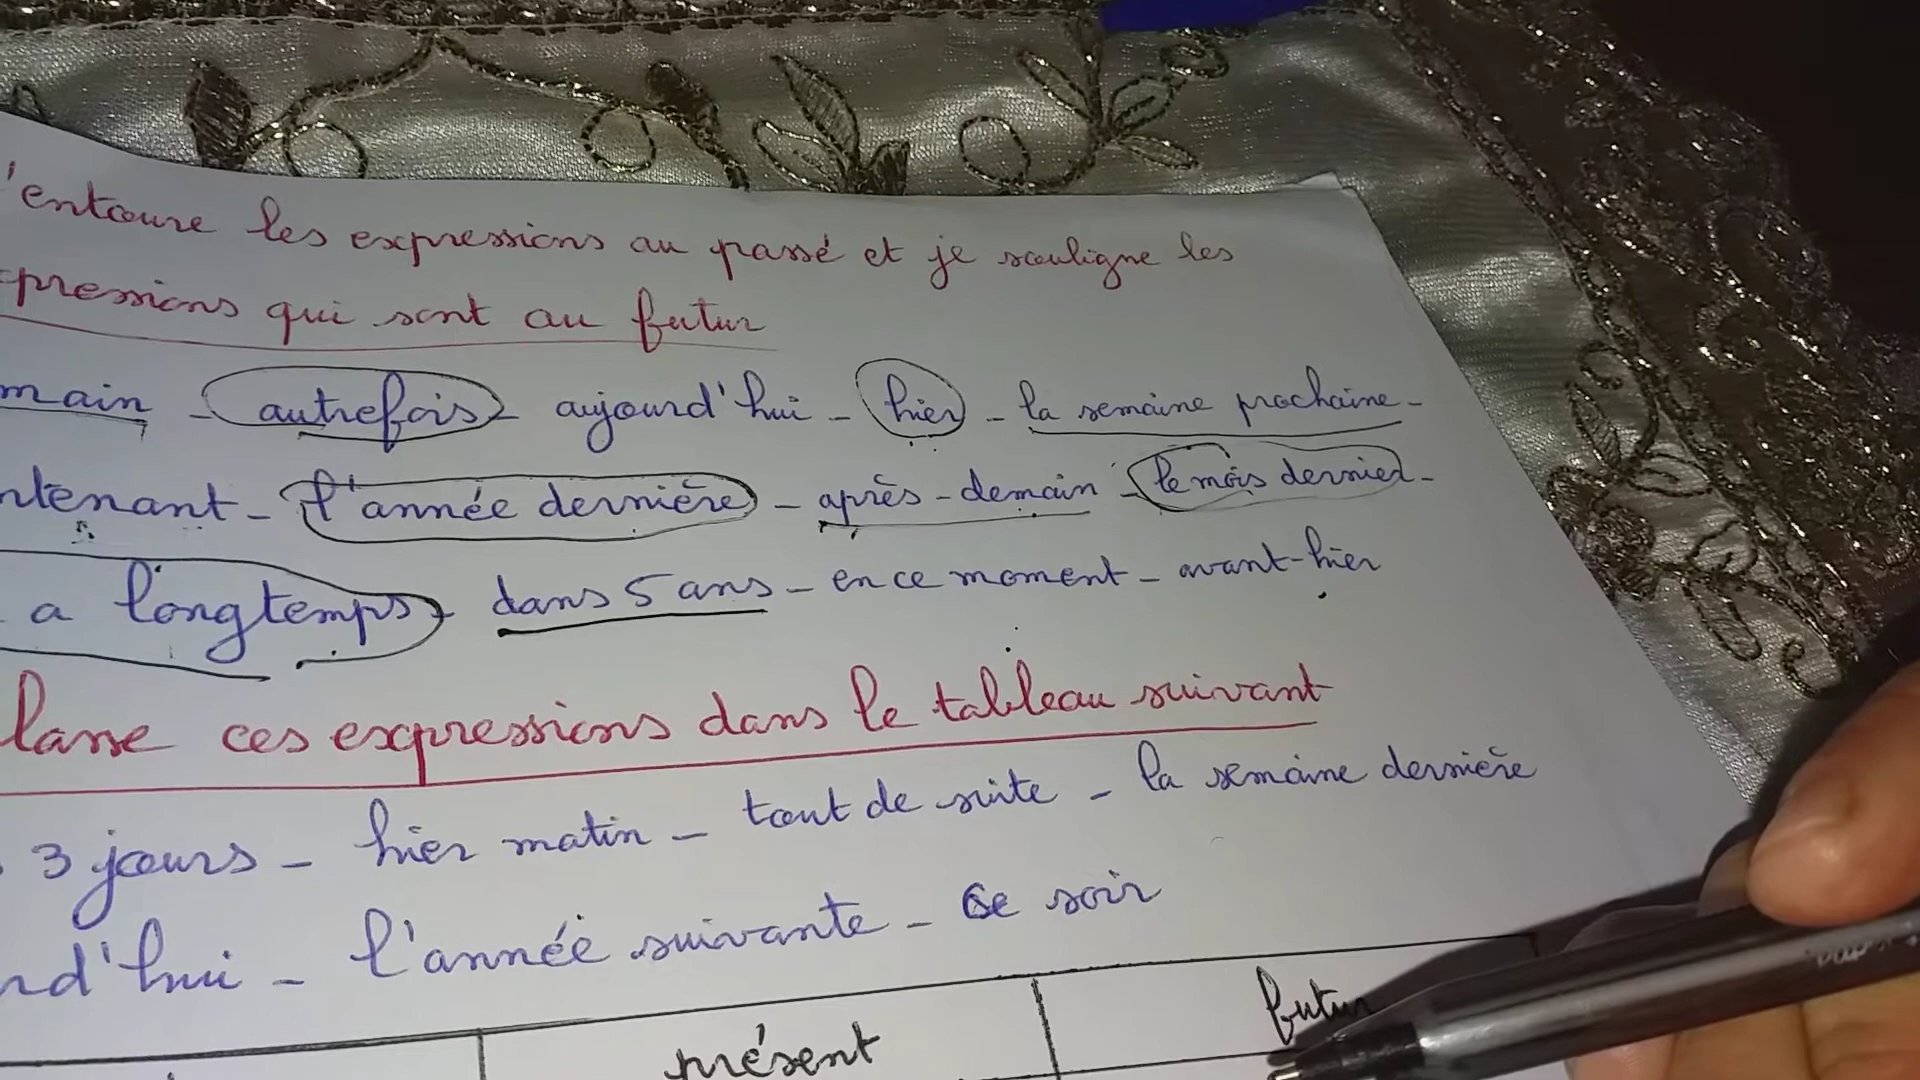 'entoure les expressions au passé et je souligne les
pressions qui sont au futur
main - autrefois - aujourd'hui - hier - la semaine prochaine -
ntenant - l'année dernière - après-demain - le mois dernier -
a longtemps - dans 5 ans - en ce moment - avant-hier
lasse ces expressions dans le tableau suivant
3 jours - hier matin - tout de suite - la semaine dernière
rd'hui - l'année suivante - Ce soir
présent futur